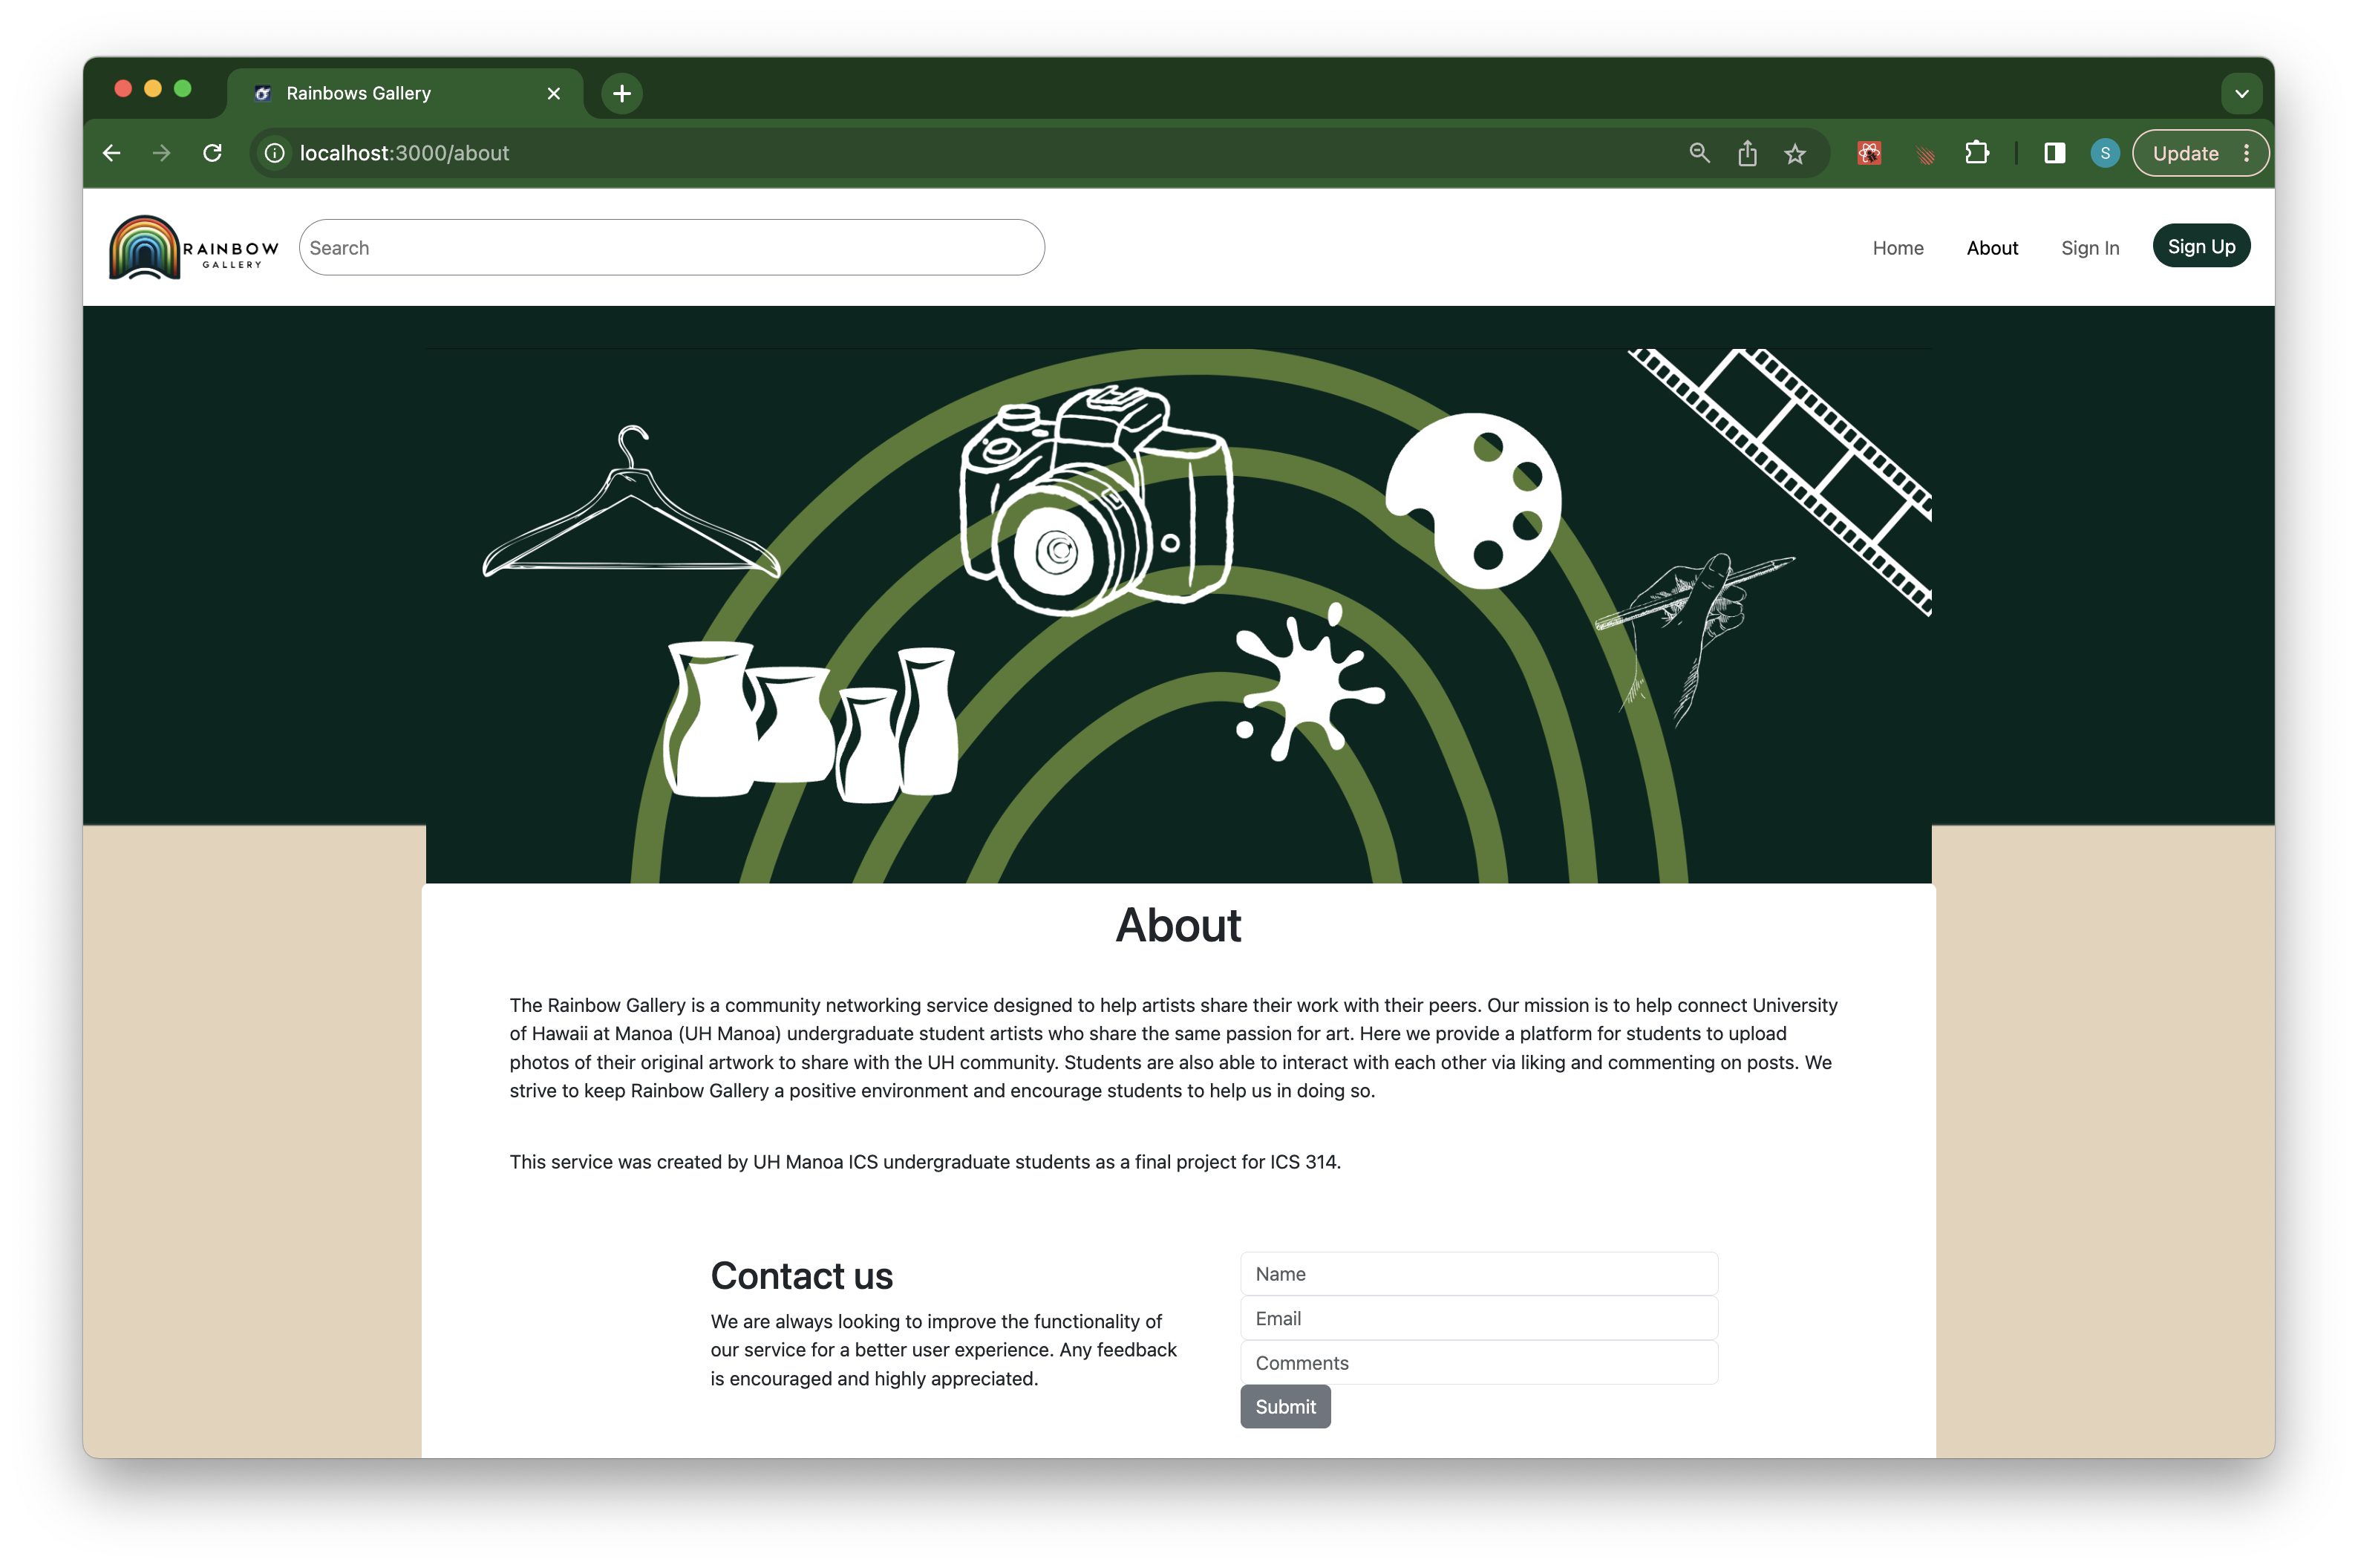 Rainbows Gallery
localhost:3000/about
S
Update
RAINBOW
GALLERY
Search
Home
About
Sign In
Sign Up
About
The Rainbow Gallery is a community networking service designed to help artists share their work with their peers. Our mission is to help connect University
of Hawaii at Manoa (UH Manoa) undergraduate student artists who share the same passion for art. Here we provide a platform for students to upload
photos of their original artwork to share with the UH community. Students are also able to interact with each other via liking and commenting on posts. We
strive to keep Rainbow Gallery a positive environment and encourage students to help us in doing so.
This service was created by UH Manoa ICS undergraduate students as a final project for ICS 314.
Contact us
We are always looking to improve the functionality of
our service for a better user experience. Any feedback
is encouraged and highly appreciated.
Name
Email
Comments
Submit